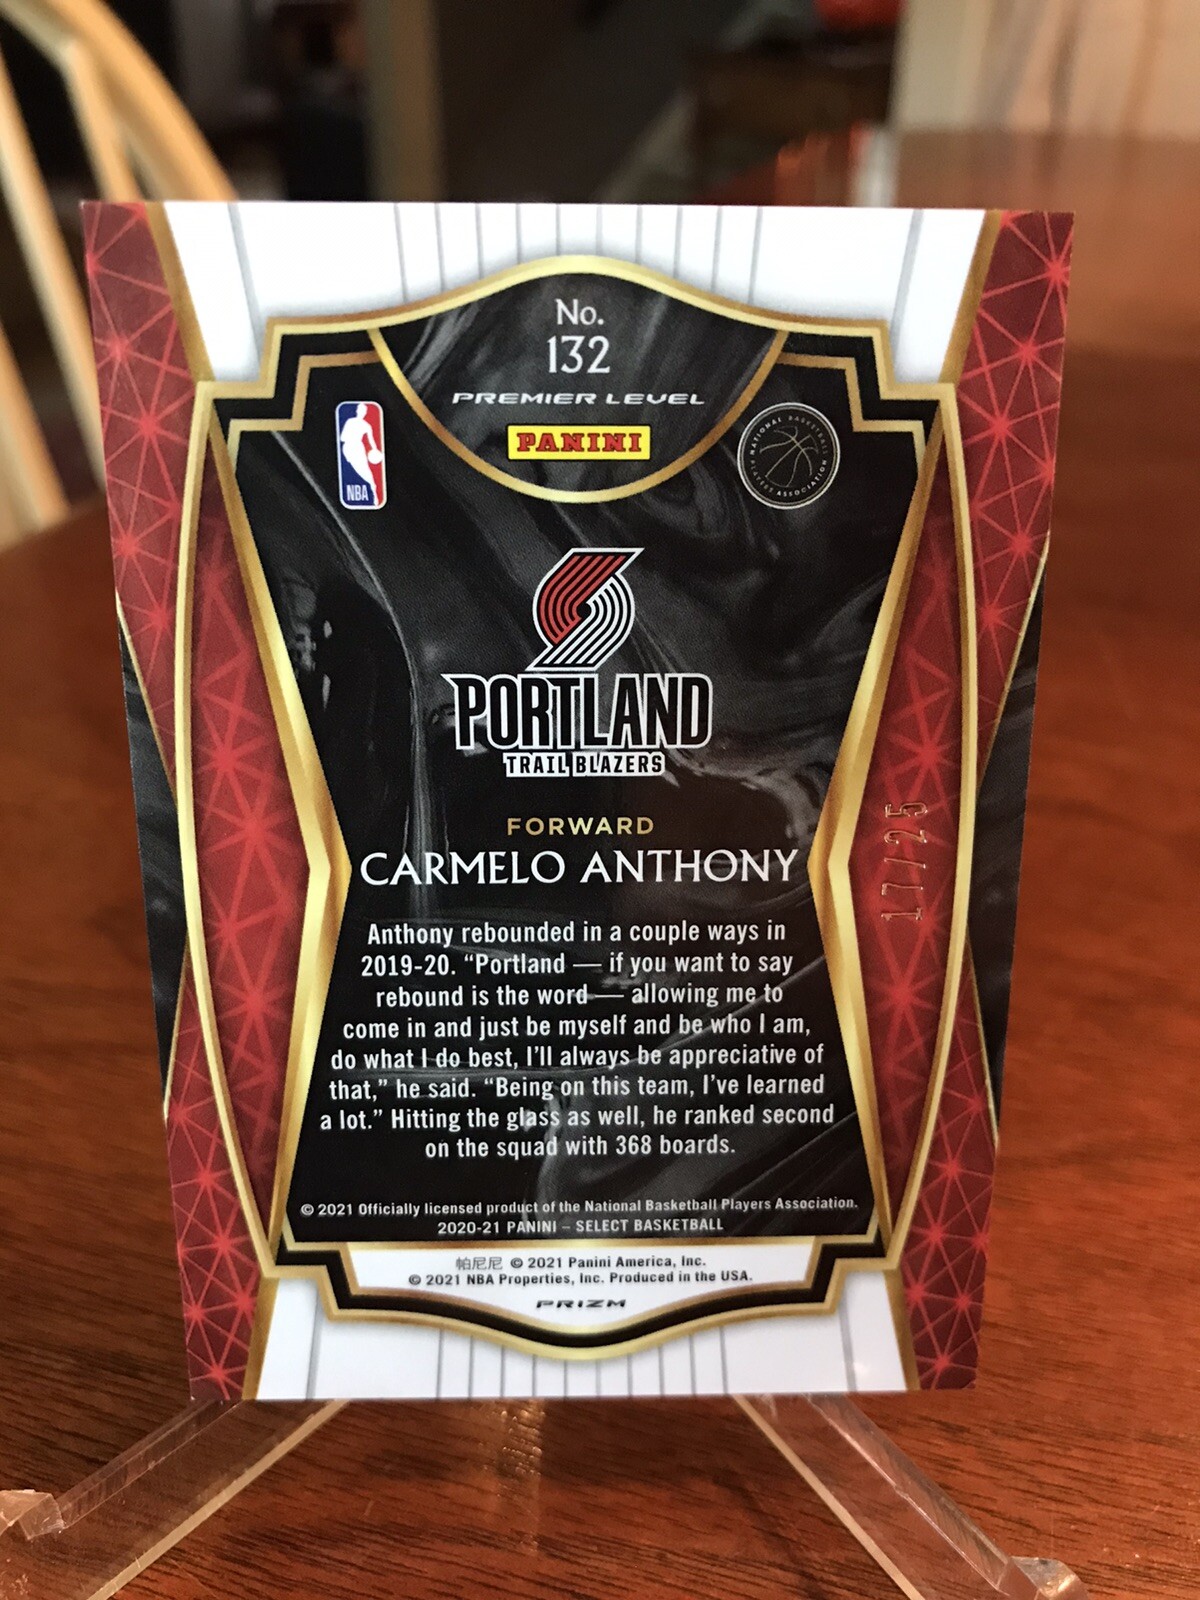 No.
132
PREMIER LEVEL
PANINI
NBA
NATIONAL BASKETBALL
PLAYERS ASSOCIATION
PORTLAND
TRAIL BLAZERS
FORWARD
CARMELO ANTHONY
17/25
Anthony rebounded in a couple ways in
2019-20. “Portland — if you want to say
rebound is the word — allowing me to
come in and just be myself and be who I am,
do what I do best, I’ll always be appreciative of
that,” he said. “Being on this team, I’ve learned
a lot.” Hitting the glass as well, he ranked second
on the squad with 368 boards.
© 2021 Officially licensed product of the National Basketball Players Association.
2020-21 PANINI – SELECT BASKETBALL
帕尼尼 © 2021 Panini America, Inc.
© 2021 NBA Properties, Inc. Produced in the USA.
PRIZM